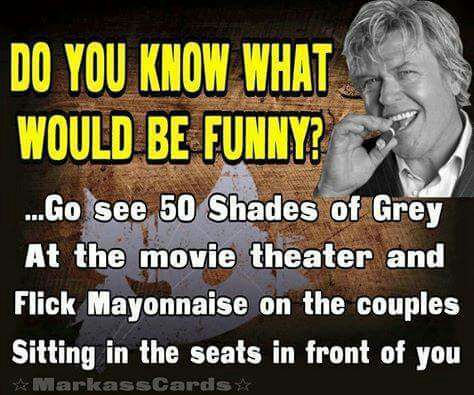 DO YOU KNOW WHAT
WOULD BE FUNNY?
...Go see 50 Shades of Grey
At the movie theater and
Flick Mayonnaise on the couples
Sitting in the seats in front of you
☆MarkassCards☆